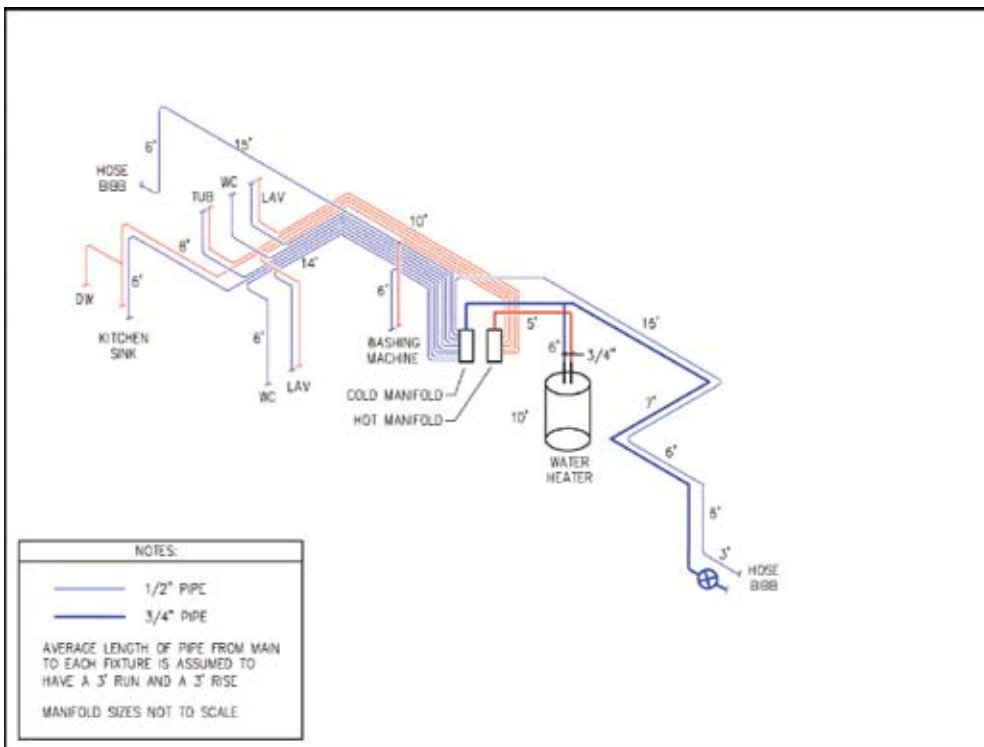 15'
6'
HOSE
BIBB
WC
LAV
TUB
10'
8'
14'
6'
DW
6'
KITCHEN
SINK
6'
WC
LAV
WASHING
MACHINE
5'
6'
3/4"
15'
COLD MANIFOLD
HOT MANIFOLD
10'
WATER
HEATER
7'
6'
3'
HOSE
BIBB
NOTES:
1/2" PIPE
3/4" PIPE
AVERAGE LENGTH OF PIPE FROM MAIN
TO EACH FIXTURE IS ASSUMED TO
HAVE A 3' RUN AND A 3' RISE
MANIFOLD SIZES NOT TO SCALE